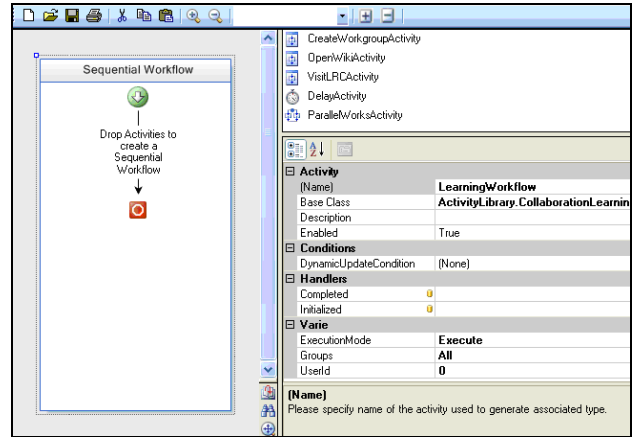 Sequential Workflow
Drop Activities to
create a
Sequential
Workflow
CreateWorkgroupActivity
OpenWikiActivity
VisitLRCActivity
DelayActivity
ParallelWorksActivity
Activity
(Name) LearningWorkflow
Base Class ActivityLibrary.CollaborationLearnin
Description
Enabled True
Conditions
DynamicUpdateCondition (None)
Handlers
Completed
Initialized
Varie
ExecutionMode Execute
Groups All
UserId 0
(Name)
Please specify name of the activity used to generate associated type.